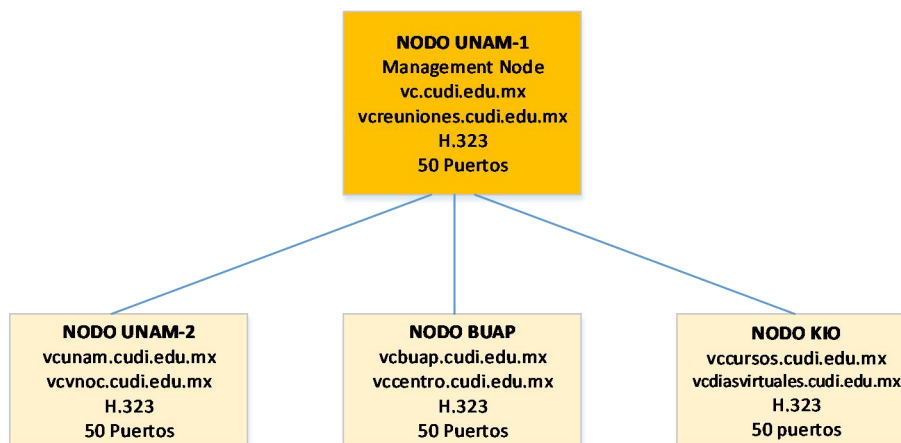 NODO UNAM-1
Management Node
vc.cudi.edu.mx
vcreuniones.cudi.edu.mx
H.323
50 Puertos
NODO UNAM-2
vcunam.cudi.edu.mx
vcvnoc.cudi.edu.mx
H.323
50 Puertos
NODO BUAP
vcbuap.cudi.edu.mx
vccentro.cudi.edu.mx
H.323
50 Puertos
NODO KIO
vccursos.cudi.edu.mx
vcdiasvirtuales.cudi.edu.mx
H.323
50 puertos